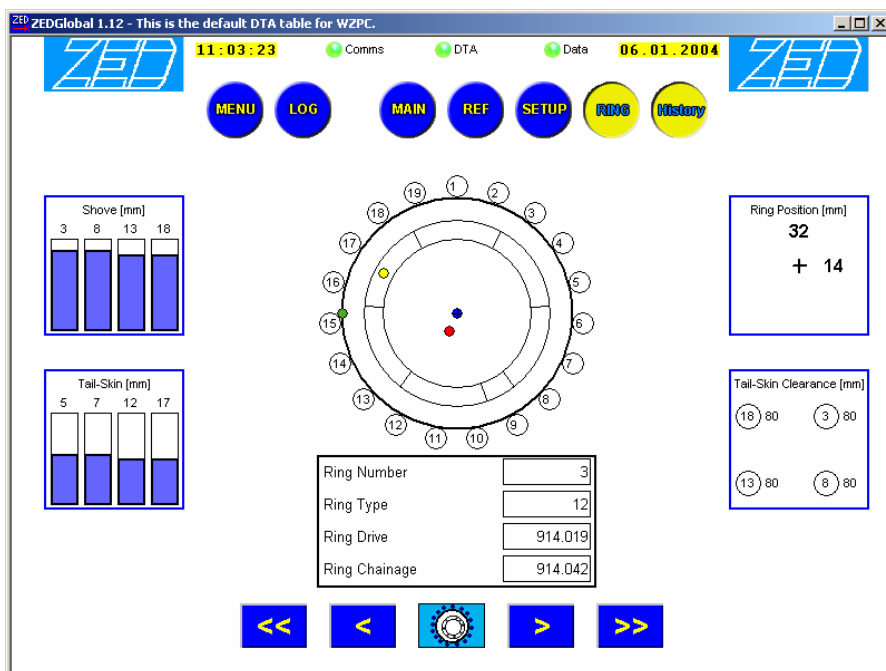 ZED ZEDGlobal 1.12 - This is the default DTA table for WZPC.
ZED 11:03:23 Comms DTA Data 06.01.2004 ZED
MENU LOG MAIN REF SETUP RING History
Shove [mm]
3 8 13 18
Tail-Skin [mm]
5 7 12 17
1
2
3
4
5
6
7
8
9
10
11
12
13
14
15
16
17
18
19
Ring Position [mm]
32
+ 14
Tail-Skin Clearance [mm]
18 80 3 80
13 80 8 80
Ring Number 3
Ring Type 12
Ring Drive 914.019
Ring Chainage 914.042
<< < > >>